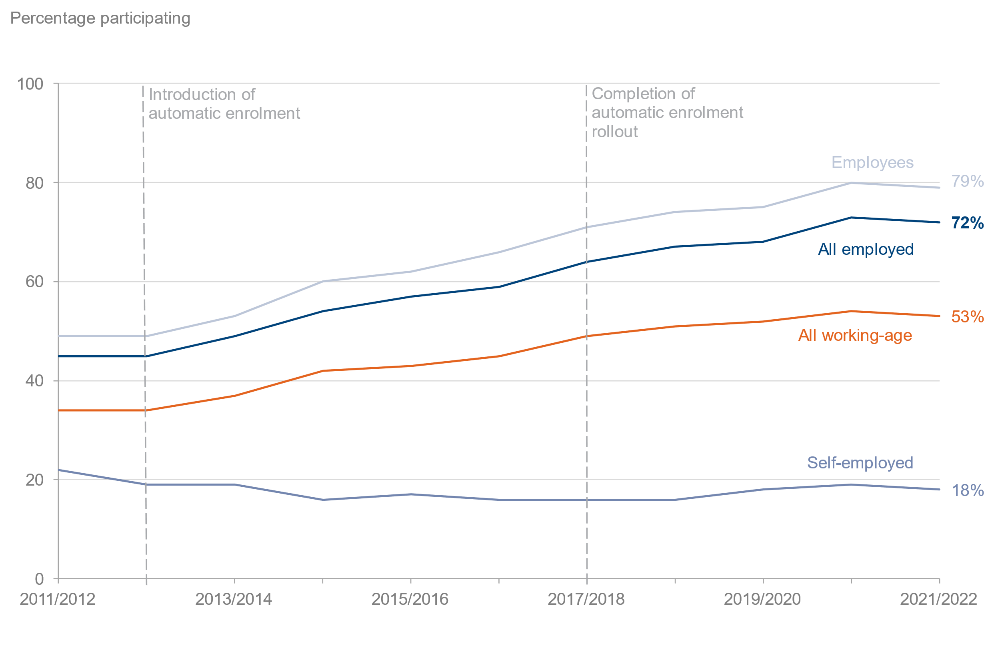 Percentage participating
100
Introduction of
automatic enrolment
Completion of
automatic enrolment
rollout
Employees
80
79%
72%
All employed
60
53%
All working-age
40
Self-employed
20
18%
0
2011/2012
2013/2014
2015/2016
2017/2018
2019/2020
2021/2022